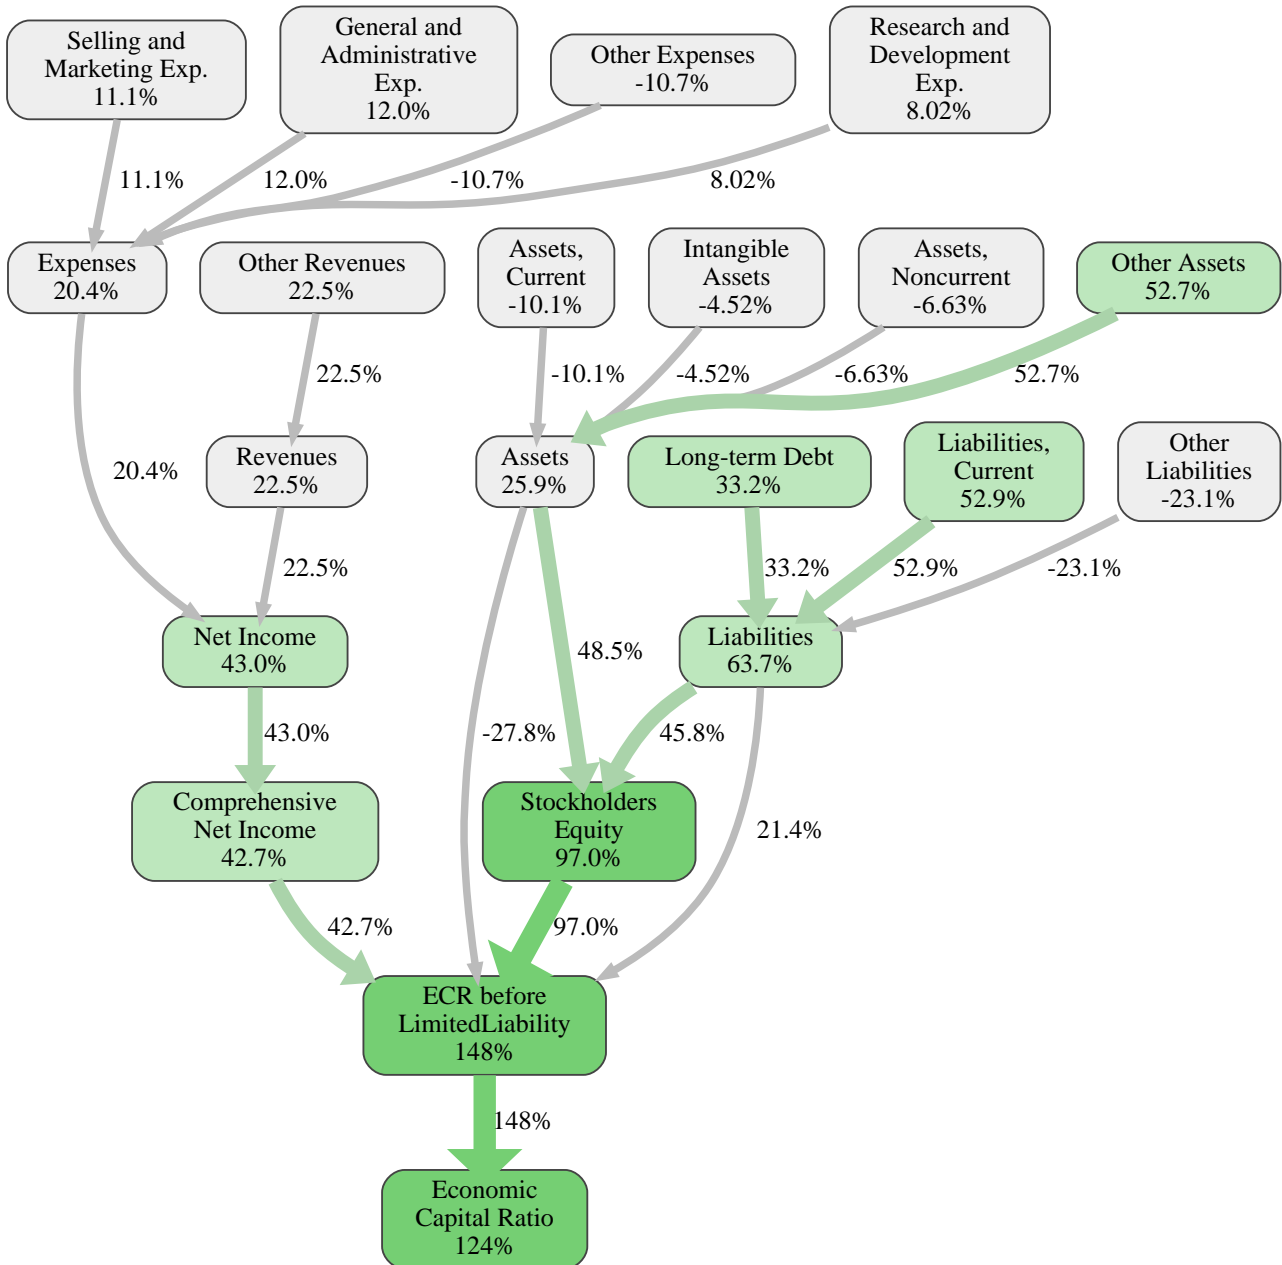 Selling and
Marketing Exp.
11.1%
General and
Administrative
Exp.
12.0%
Other Expenses
-10.7%
Research and
Development
Exp.
8.02%
11.1%
12.0%
-10.7%
8.02%
Expenses
20.4%
Other Revenues
22.5%
Assets,
Current
-10.1%
Intangible
Assets
-4.52%
Assets,
Noncurrent
-6.63%
Other Assets
52.7%
22.5%
-10.1%
-4.52%
-6.63%
52.7%
20.4%
Revenues
22.5%
Assets
25.9%
Long-term Debt
33.2%
Liabilities,
Current
52.9%
Other
Liabilities
-23.1%
22.5%
33.2%
52.9%
-23.1%
Net Income
43.0%
48.5%
Liabilities
63.7%
43.0%
-27.8%
45.8%
Comprehensive
Net Income
42.7%
Stockholders
Equity
97.0%
21.4%
42.7%
97.0%
ECR before
LimitedLiability
148%
148%
Economic
Capital Ratio
124%